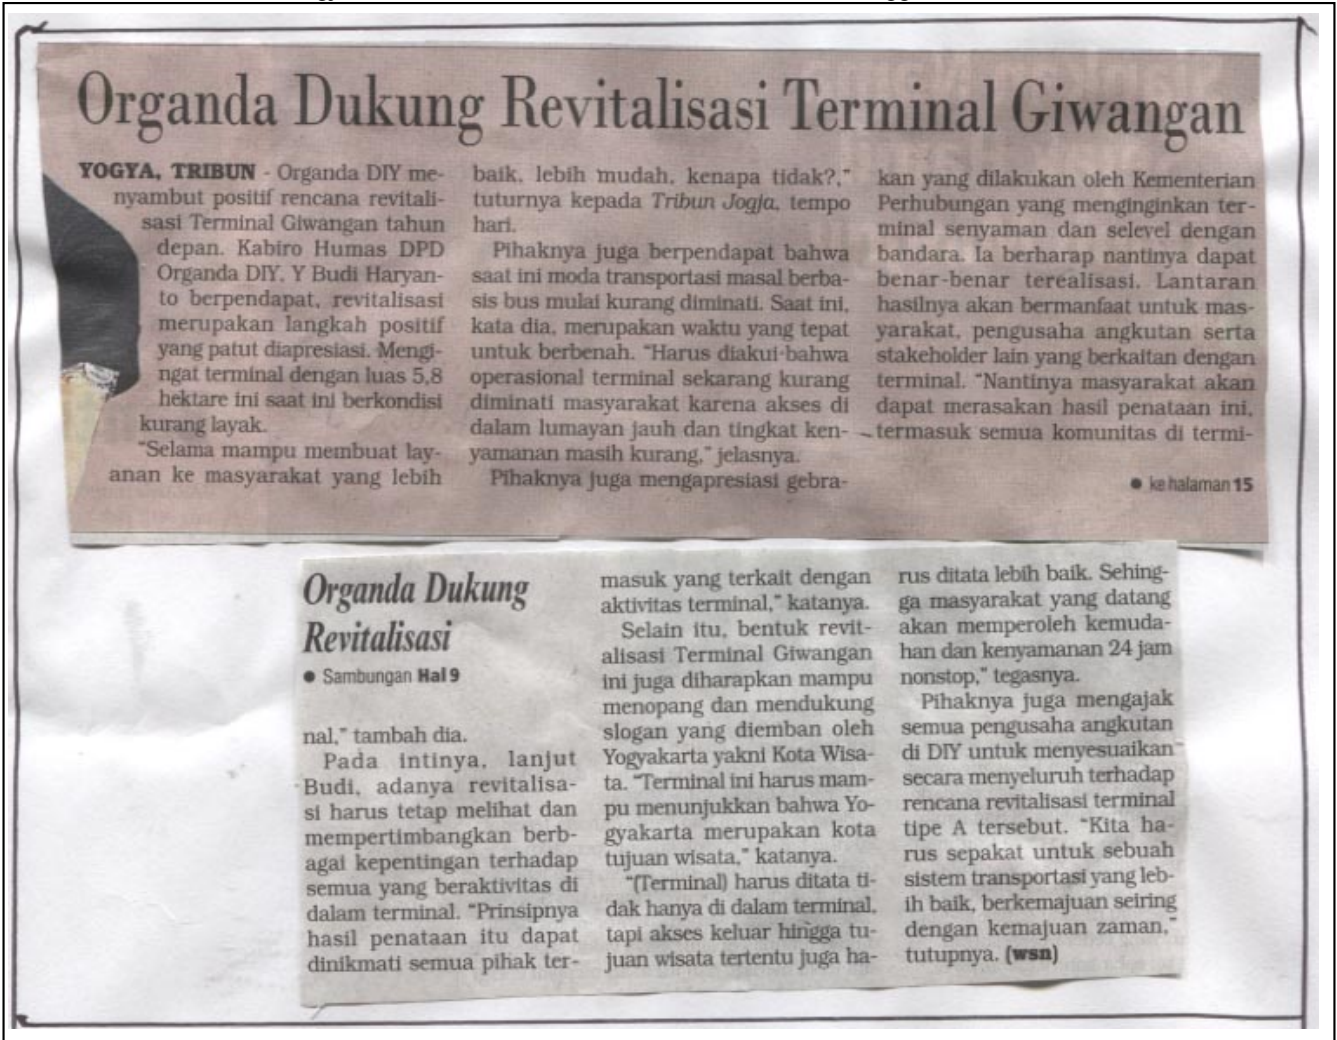 Organda Dukung Revitalisasi Terminal Giwangan
YOGYA, TRIBUN - Organda DIY me-
nyambut positif rencana revitali-
sasi Terminal Giwangan tahun
depan. Kabiro Humas DPD
Organda DIY, Y Budi Haryan-
to berpendapat, revitalisasi
merupakan langkah positif
yang patut diapresiasi. Mengi-
ngat terminal dengan luas 5,8
hektare ini saat ini berkondisi
kurang layak.
"Selama mampu membuat lay-
anan ke masyarakat yang lebih
baik, lebih mudah, kenapa tidak?,"
tuturnya kepada Tribun Jogja, tempo
hari.
Pihaknya juga berpendapat bahwa
saat ini moda transportasi masal berba-
sis bus mulai kurang diminati. Saat ini,
kata dia, merupakan waktu yang tepat
untuk berbenah. "Harus diakui bahwa
operasional terminal sekarang kurang
diminati masyarakat karena akses di
dalam lumayan jauh dan tingkat ken-
yamanan masih kurang," jelasnya.
Pihaknya juga mengapresiasi gebra-
kan yang dilakukan oleh Kementerian
Perhubungan yang menginginkan ter-
minal senyaman dan selevel dengan
bandara. Ia berharap nantinya dapat
benar-benar terealisasi. Lantaran
hasilnya akan bermanfaat untuk mas-
yarakat, pengusaha angkutan serta
stakeholder lain yang berkaitan dengan
terminal. "Nantinya masyarakat akan
dapat merasakan hasil penataan ini,
termasuk semua komunitas di termi-
● ke halaman 15
Organda Dukung
Revitalisasi
● Sambungan Hal 9
nal," tambah dia.
Pada intinya, lanjut
Budi, adanya revitalisa-
si harus tetap melihat dan
mempertimbangkan berb-
agai kepentingan terhadap
semua yang beraktivitas di
dalam terminal. "Prinsipnya
hasil penataan itu dapat
dinikmati semua pihak ter-
masuk yang terkait dengan
aktivitas terminal," katanya.
Selain itu, bentuk revit-
alisasi Terminal Giwangan
ini juga diharapkan mampu
menopang dan mendukung
slogan yang diemban oleh
Yogyakarta yakni Kota Wisa-
ta. "Terminal ini harus mam-
pu menunjukkan bahwa Yo-
gyakarta merupakan kota
tujuan wisata," katanya.
"(Terminal) harus ditata ti-
dak hanya di dalam terminal,
tapi akses keluar hingga tu-
juan wisata tertentu juga ha-
rus ditata lebih baik. Sehing-
ga masyarakat yang datang
akan memperoleh kemuda-
han dan kenyamanan 24 jam
nonstop," tegasnya.
Pihaknya juga mengajak
semua pengusaha angkutan
di DIY untuk menyesuaikan
secara menyeluruh terhadap
rencana revitalisasi terminal
tipe A tersebut. "Kita ha-
rus sepakat untuk sebuah
sistem transportasi yang leb-
ih baik, berkemajuan seiring
dengan kemajuan zaman,"
tutupnya. (wsn)